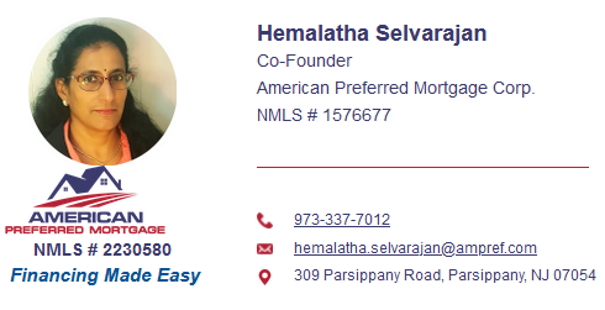 Hemalatha Selvarajan
Co-Founder
American Preferred Mortgage Corp.
NMLS # 1576677
AMERICAN
PREFERRED MORTGAGE
NMLS # 2230580
Financing Made Easy
973-337-7012
hemalatha.selvarajan@ampref.com
309 Parsippany Road, Parsippany, NJ 07054